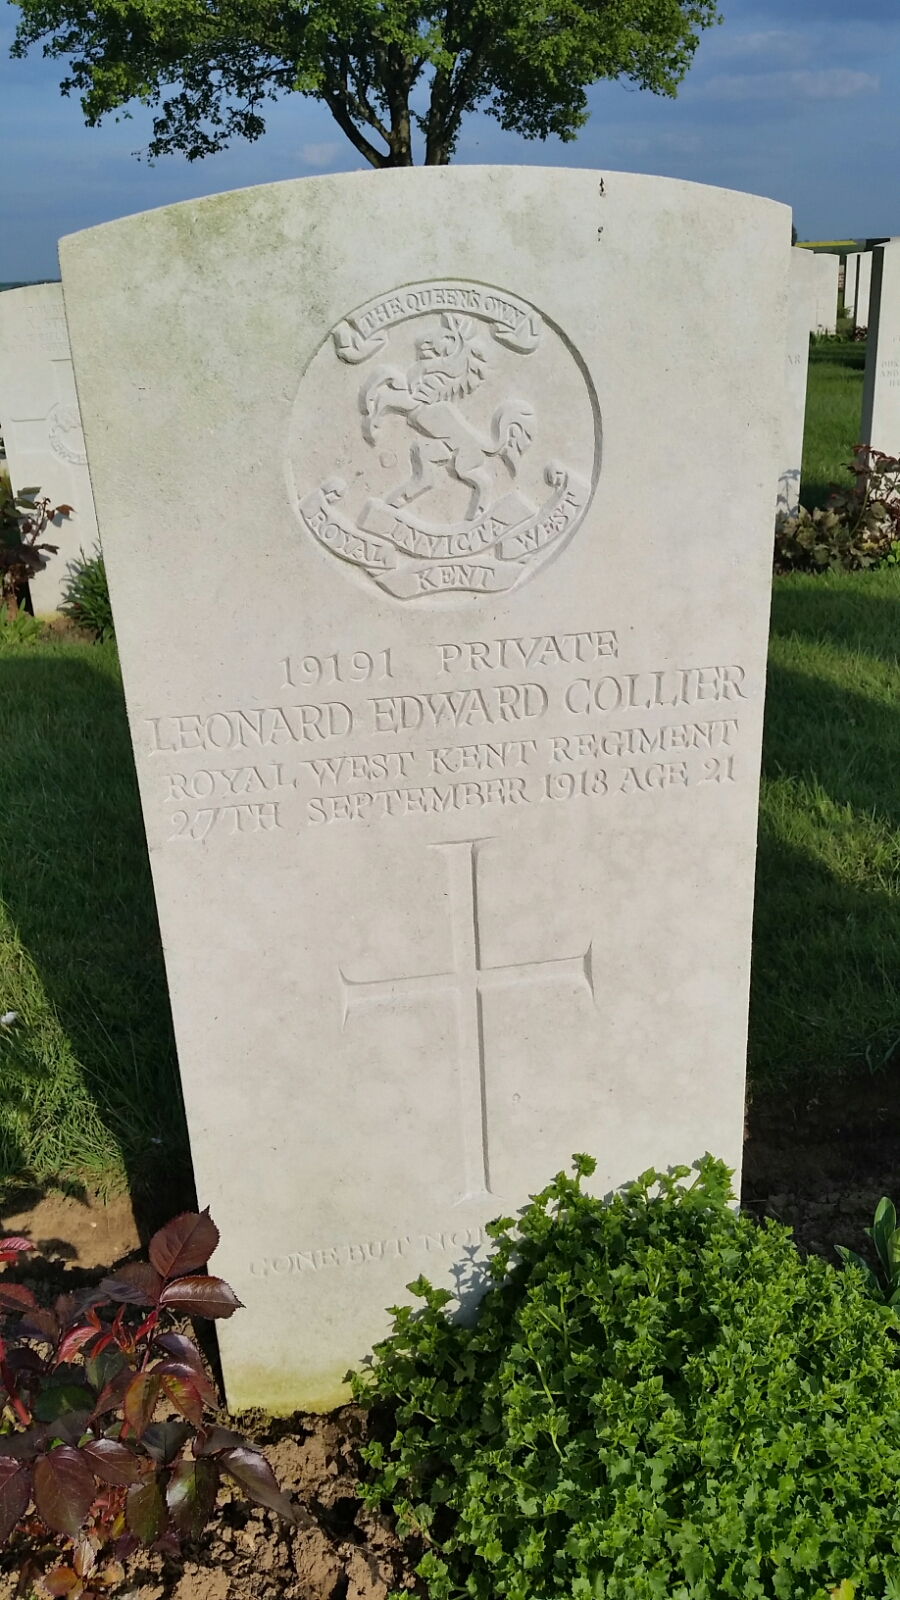 THE QUEEN'S OWN
INVICTA
ROYAL
WEST
KENT
19191 PRIVATE
LEONARD EDWARD COLLIER
ROYAL WEST KENT REGIMENT
27TH SEPTEMBER 1918 AGE 21
GONE BUT NOT